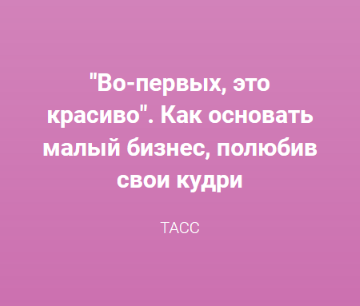 "Во-первых, это
красиво". Как основать
малый бизнес, полюбив
свои кудри
ТАСС